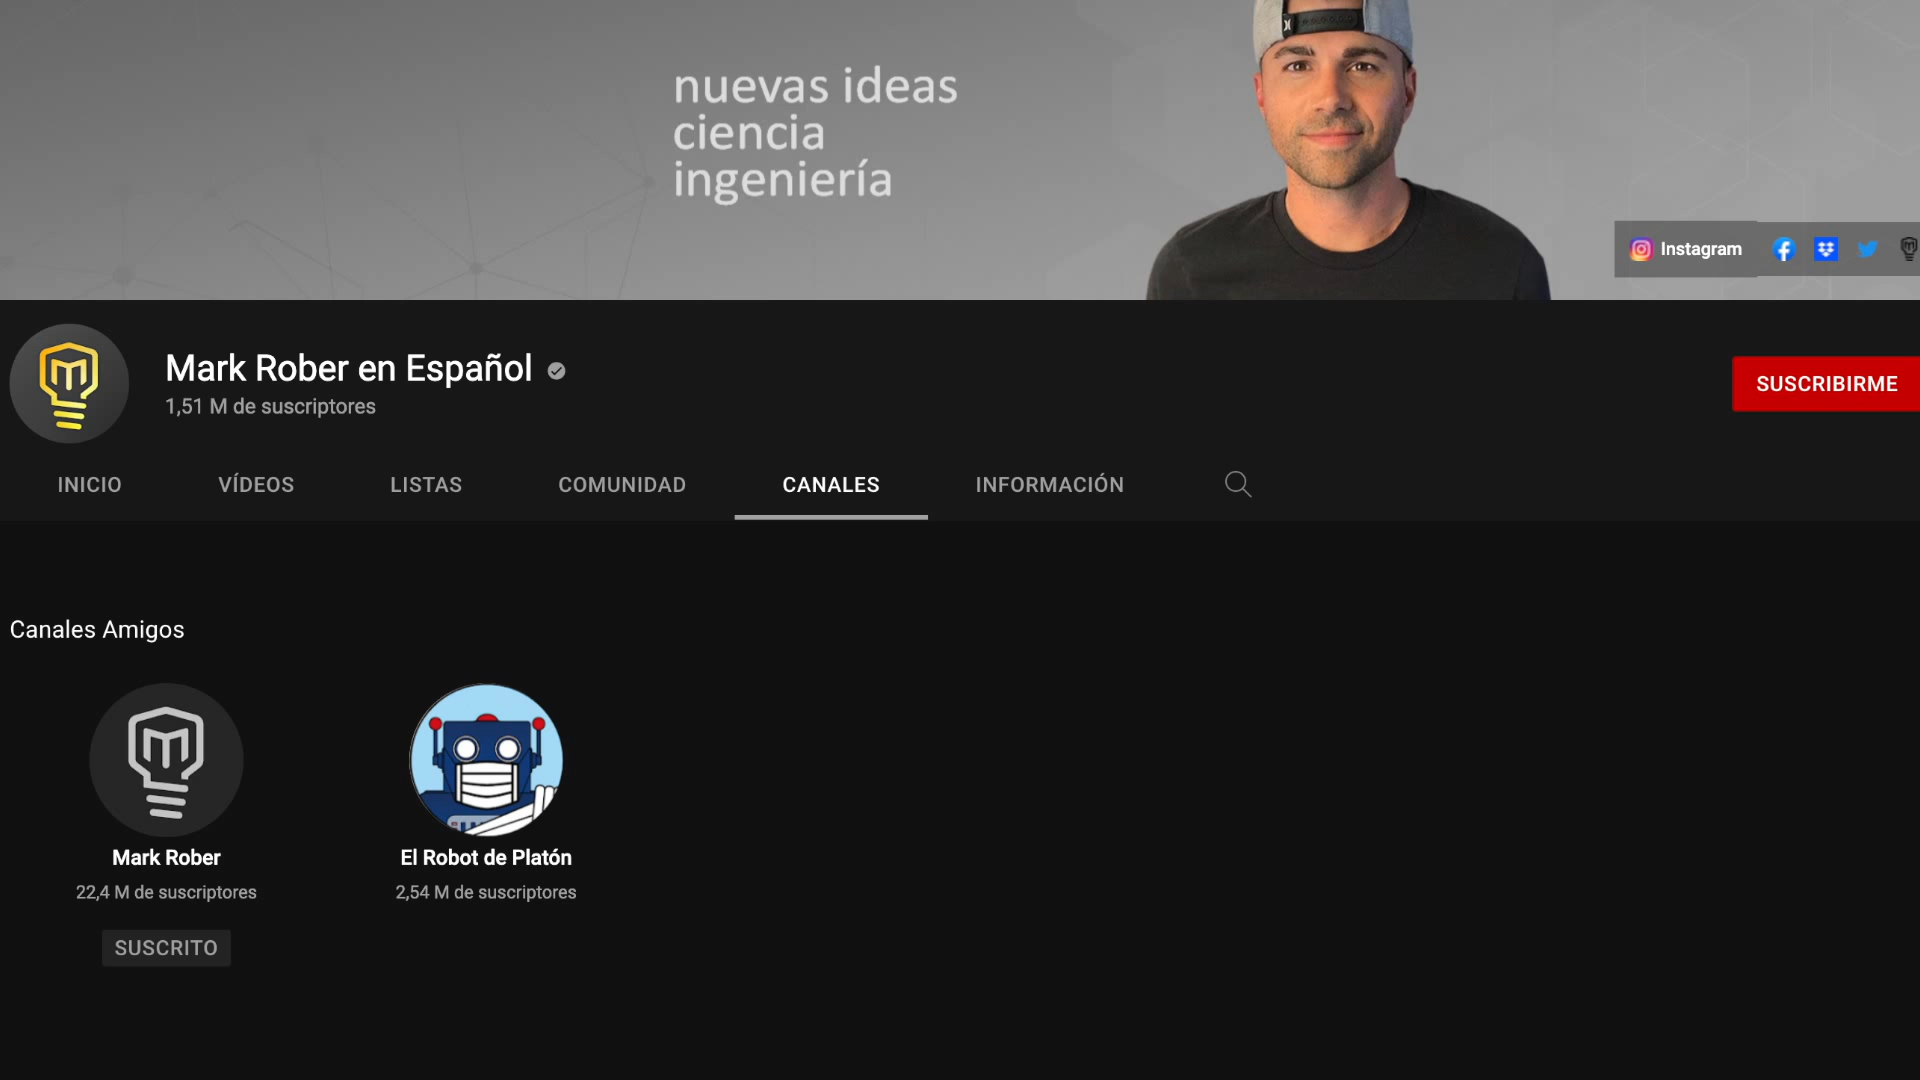 nuevas ideas
ciencia
ingeniería
Instagram
Mark Rober en Español
1,51 M de suscriptores
SUSCRIBIRME
INICIO VÍDEOS LISTAS COMUNIDAD CANALES INFORMACIÓN
Canales Amigos
Mark Rober El Robot de Platón
22,4 M de suscriptores 2,54 M de suscriptores
SUSCRITO